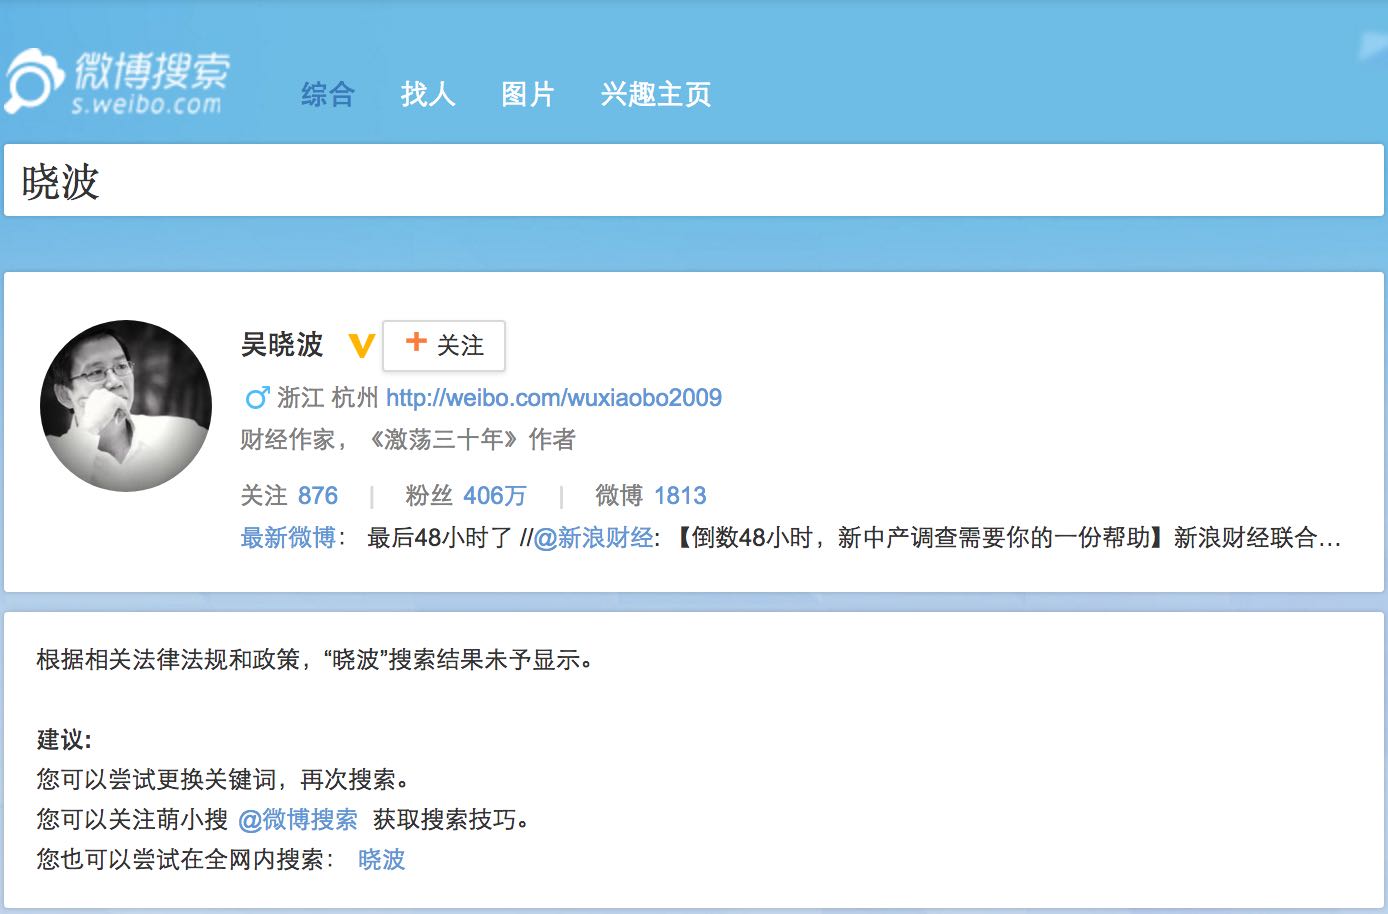 微博搜索
s.weibo.com
综合 找人 图片 兴趣主页
晓波
吴晓波 V + 关注
浙江 杭州 http://weibo.com/wuxiaobo2009
财经作家，《激荡三十年》作者
关注 876 | 粉丝 406万 | 微博 1813
最新微博： 最后48小时了 //@新浪财经:【倒数48小时，新中产调查需要你的一份帮助】新浪财经联合...
根据相关法律法规和政策，“晓波”搜索结果未予显示。
建议:
您可以尝试更换关键词，再次搜索。
您可以关注萌小搜 @微博搜索 获取搜索技巧。
您也可以尝试在全网内搜索： 晓波